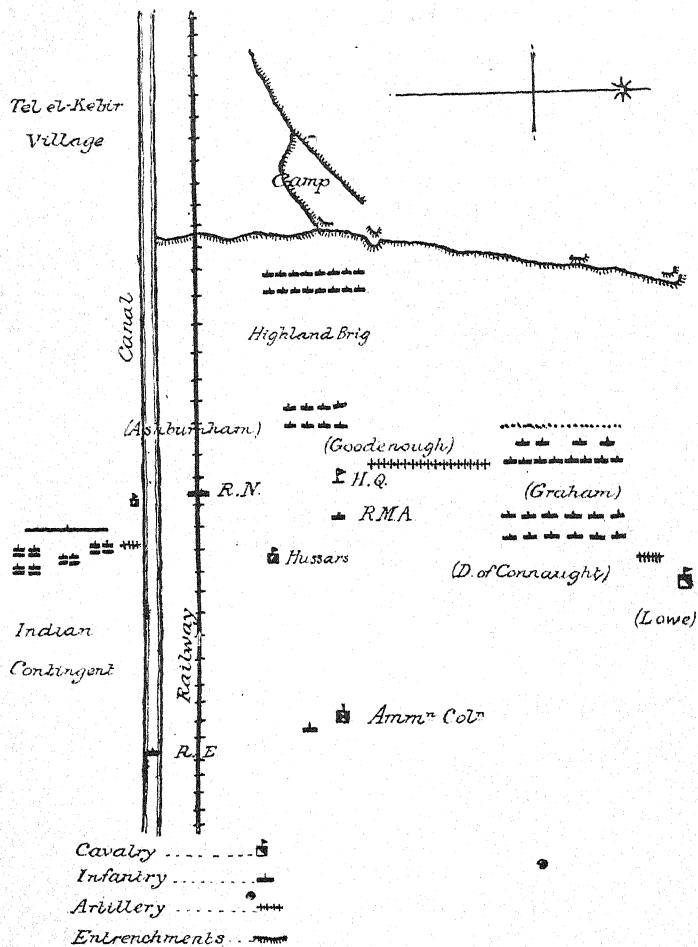 Tel el-Kebir
Village
Camp
Canal
Highland Brig
(Ashburnham)
(Goodenough)
H.Q.
R.N.
(Graham)
R.M.A.
Hussars
(D. of Connaught)
(Lowe)
Indian
Contingent
Railway
Ammn Coln
R.E
Cavalry
Infantry
Artillery
Entrenchments